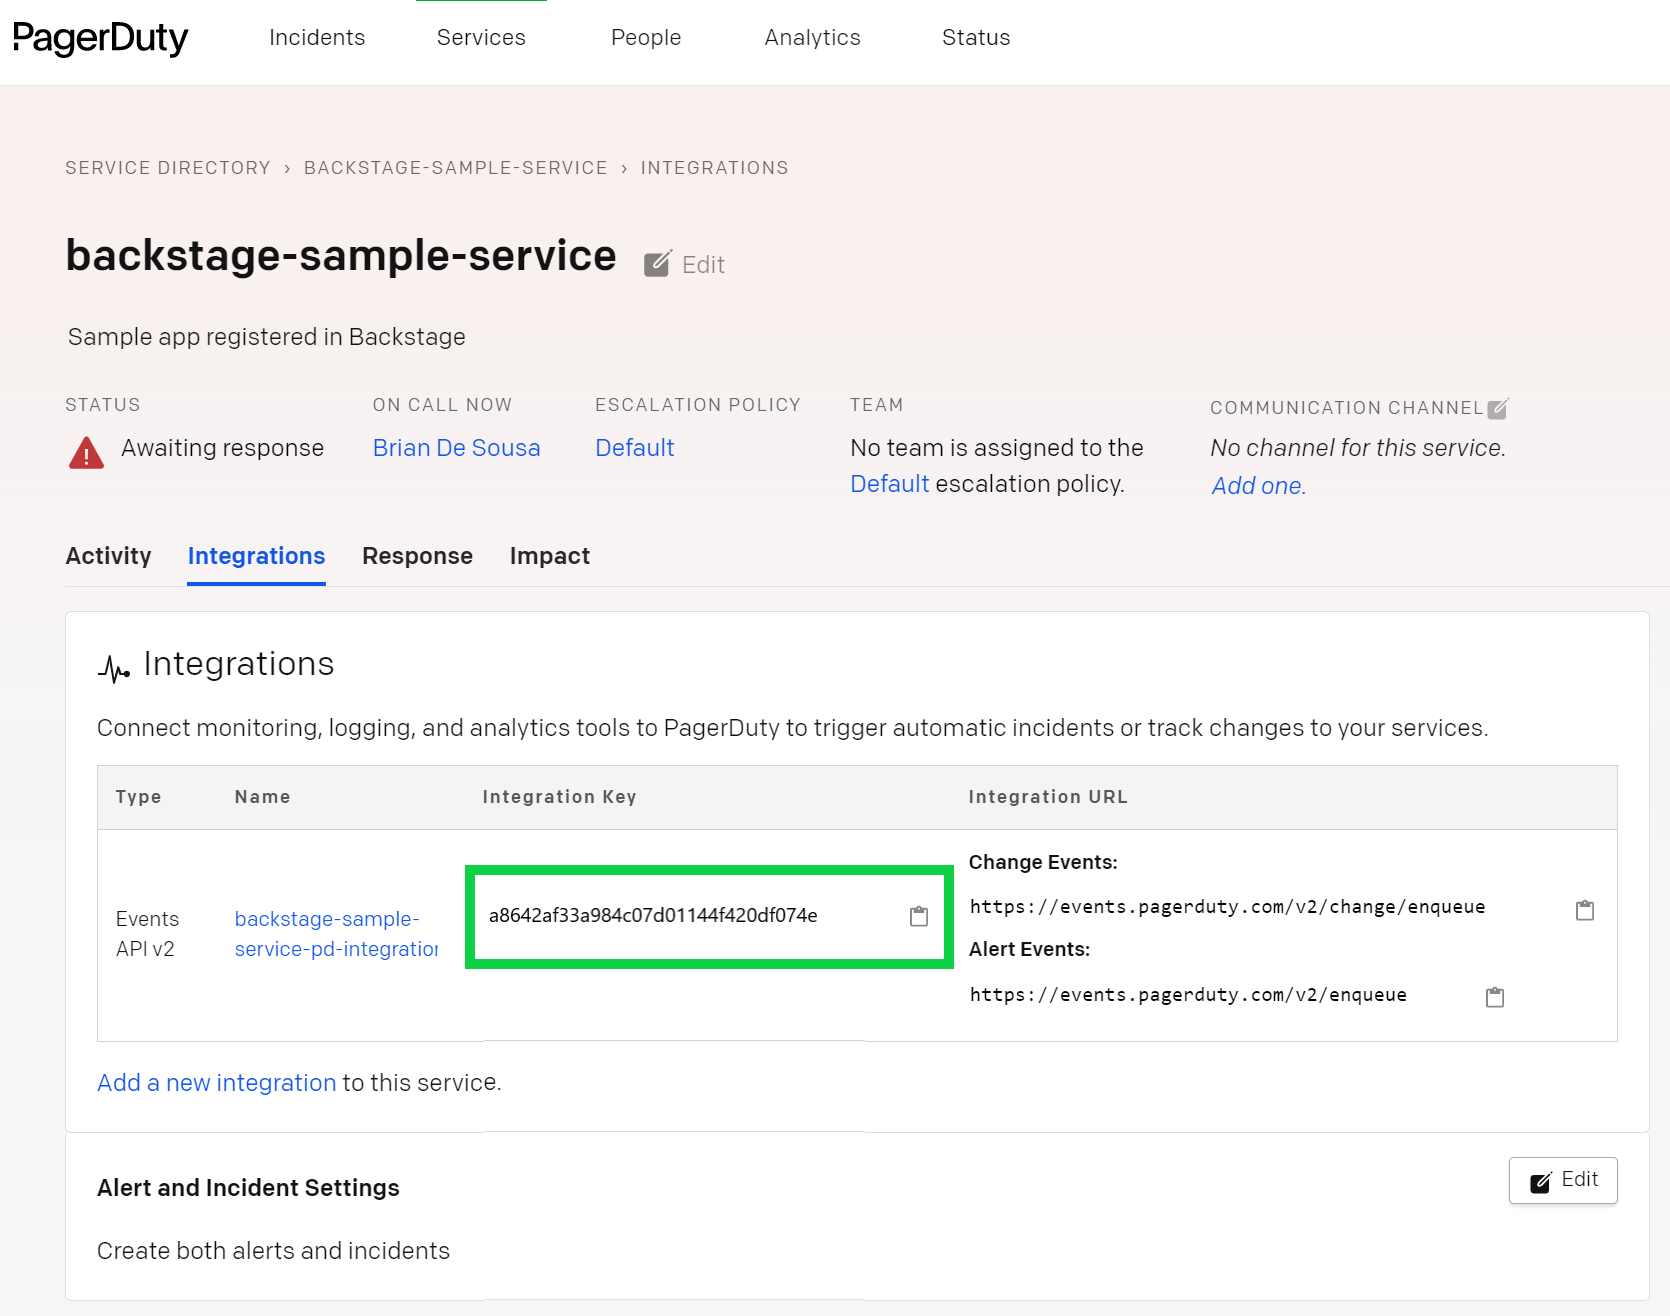 PagerDuty Incidents Services People Analytics Status
SERVICE DIRECTORY › BACKSTAGE-SAMPLE-SERVICE › INTEGRATIONS
backstage-sample-service Edit
Sample app registered in Backstage
STATUS ON CALL NOW ESCALATION POLICY TEAM COMMUNICATION CHANNEL
Awaiting response Brian De Sousa Default No team is assigned to the No channel for this service.
Default escalation policy. Add one.
Activity Integrations Response Impact
Integrations
Connect monitoring, logging, and analytics tools to PagerDuty to trigger automatic incidents or track changes to your services.
Type Name Integration Key Integration URL
Change Events:
https://events.pagerduty.com/v2/change/enqueue
Events backstage-sample- a8642af33a984c07d01144f420df074e
API v2 service-pd-integration
Alert Events:
https://events.pagerduty.com/v2/enqueue
Add a new integration to this service.
Alert and Incident Settings Edit
Create both alerts and incidents